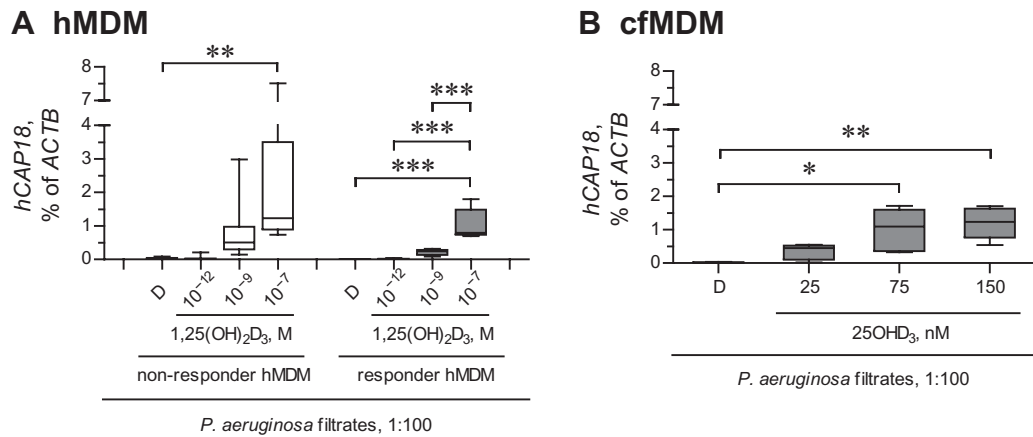 A hMDM
hCAP18,
% of ACTB
8
7
4
3
2
1
0
**
***
***
***
D
10⁻¹²
10⁻⁹
10⁻⁷
D
10⁻¹²
10⁻⁹
10⁻⁷
1,25(OH)₂D₃, M
1,25(OH)₂D₃, M
non-responder hMDM
responder hMDM
P. aeruginosa filtrates, 1:100
B cfMDM
hCAP18,
% of ACTB
8
7
4
3
2
1
0
**
*
D
25
75
150
25OHD₃, nM
P. aeruginosa filtrates, 1:100